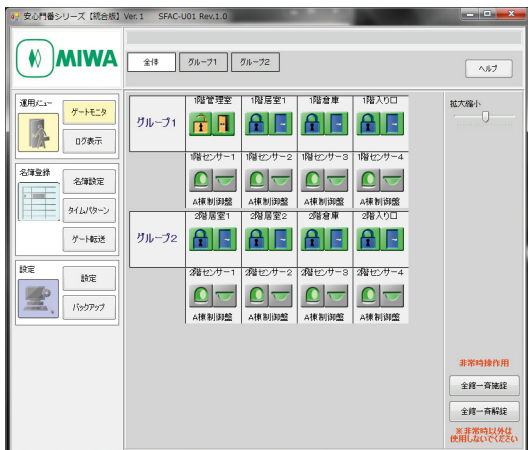 安心門番シリーズ【統合版】 Ver.1 SFAC-U01 Rev.1.0
MIWA
全体 グループ1 グループ2
ヘルプ
運用メニュー
ゲートモニタ
ログ表示
名簿登録
名簿設定
タイムパターン
ゲート転送
設定
設定
バックアップ
グループ1
1階管理室 1階居室1 1階倉庫 1階入り口
1階センサー1 1階センサー2 1階センサー3 1階センサー4
A棟制御盤 A棟制御盤 A棟制御盤 A棟制御盤
グループ2
2階居室1 2階居室2 2階倉庫 2階入り口
2階センサー1 2階センサー2 2階センサー3 2階センサー4
A棟制御盤 A棟制御盤 A棟制御盤 A棟制御盤
拡大縮小
非常時操作用
全館一斉施錠
全館一斉解錠
※非常時以外は
使用しないでください